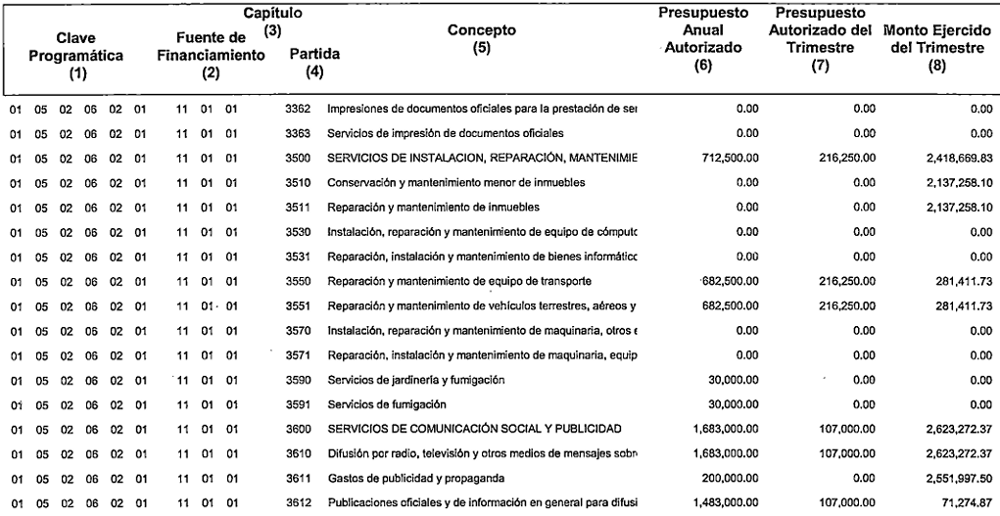 Clave Programática (1) Fuente de Financiamiento (2) Capítulo (3) Partida (4) Concepto (5) Presupuesto Anual Autorizado (6) Presupuesto Autorizado del Trimestre (7) Monto Ejercido del Trimestre (8)
01 05 02 06 02 01 11 01 01 3362 Impresiones de documentos oficiales para la prestación de ser 0.00 0.00 0.00
01 05 02 06 02 01 11 01 01 3363 Servicios de impresión de documentos oficiales 0.00 0.00 0.00
01 05 02 06 02 01 11 01 01 3500 SERVICIOS DE INSTALACION, REPARACIÓN, MANTENIMIE 712,500.00 216,250.00 2,418,669.83
01 05 02 06 02 01 11 01 01 3510 Conservación y mantenimiento menor de inmuebles 0.00 0.00 2,137,258.10
01 05 02 06 02 01 11 01 01 3511 Reparación y mantenimiento de inmuebles 0.00 0.00 2,137,258.10
01 05 02 06 02 01 11 01 01 3530 Instalación, reparación y mantenimiento de equipo de cómputo 0.00 0.00 0.00
01 05 02 06 02 01 11 01 01 3531 Reparación, instalación y mantenimiento de bienes informátic 0.00 0.00 0.00
01 05 02 06 02 01 11 01 01 3550 Reparación y mantenimiento de equipo de transporte 682,500.00 216,250.00 281,411.73
01 05 02 06 02 01 11 01 01 3551 Reparación y mantenimiento de vehículos terrestres, aéreos y 682,500.00 216,250.00 281,411.73
01 05 02 06 02 01 11 01 01 3570 Instalación, reparación y mantenimiento de maquinaria, otros e 0.00 0.00 0.00
01 05 02 06 02 01 11 01 01 3571 Reparación, instalación y mantenimiento de maquinaria, equip 0.00 0.00 0.00
01 05 02 06 02 01 11 01 01 3590 Servicios de jardinería y fumigación 30,000.00 0.00 0.00
01 05 02 06 02 01 11 01 01 3591 Servicios de fumigación 30,000.00 0.00 0.00
01 05 02 06 02 01 11 01 01 3600 SERVICIOS DE COMUNICACIÓN SOCIAL Y PUBLICIDAD 1,683,000.00 107,000.00 2,623,272.37
01 05 02 06 02 01 11 01 01 3610 Difusión por radio, televisión y otros medios de mensajes sobr 1,683,000.00 107,000.00 2,623,272.37
01 05 02 06 02 01 11 01 01 3611 Gastos de publicidad y propaganda 200,000.00 0.00 2,551,997.50
01 05 02 06 02 01 11 01 01 3612 Publicaciones oficiales y de información en general para difusi 1,483,000.00 107,000.00 71,274.87